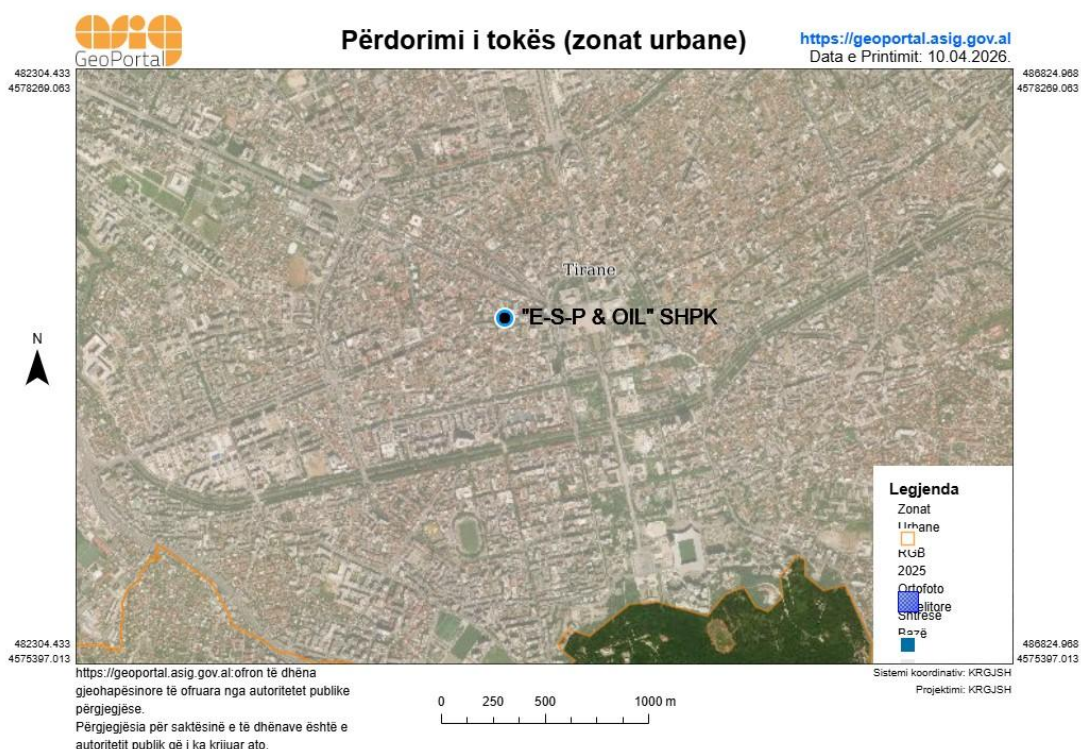 asig
GeoPortal
Përdorimi i tokës (zonat urbane)
https://geoportal.asig.gov.al
Data e Printimit: 10.04.2026.
482304.433
4578269.063
486824.968
4578269.063
Tirane
"E-S-P & OIL" SHPK
N
Legjenda
Zonat
Urbane
RGB
2025
Ortofoto
Shtresë
Bazë
482304.433
4575397.013
486824.968
4575397.013
https://geoportal.asig.gov.al:ofron të dhëna
gjeohapësinore të ofruara nga autoritetet publike
përgjegjëse.
Përgjegjësia për saktësinë e të dhënave është e
autoritetit publik që i ka krijuar ato.
0 250 500 1000 m
Sistemi koordinativ: KRGJSH
Projektimi: KRGJSH